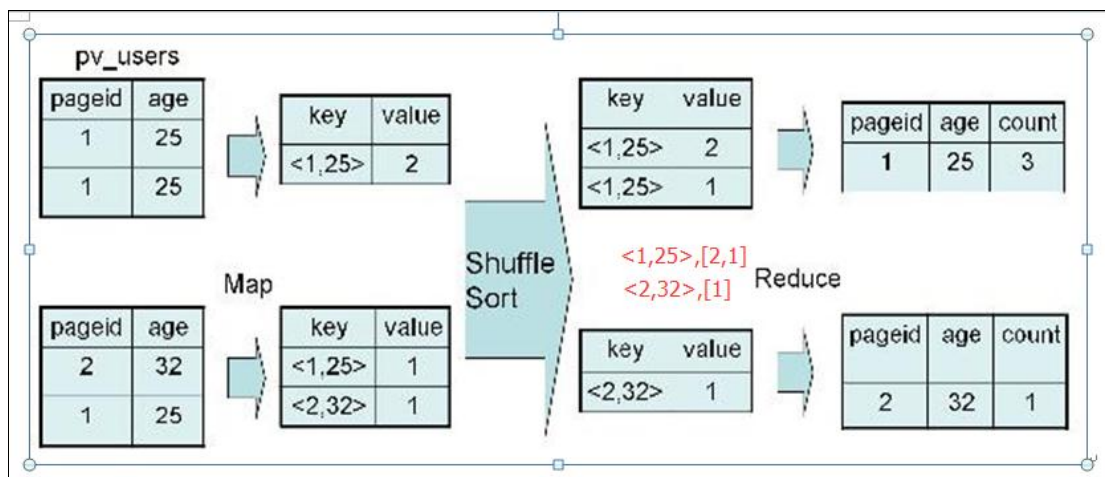 pv_users
pageid age
1 25
1 25
key value
<1,25> 2
key value
<1,25> 2
<1,25> 1
pageid age count
1 25 3
Map
Shuffle
Sort
<1,25>,[2,1]
<2,32>,[1]
Reduce
pageid age
2 32
1 25
key value
<1,25> 1
<2,32> 1
key value
<2,32> 1
pageid age count
2 32 1